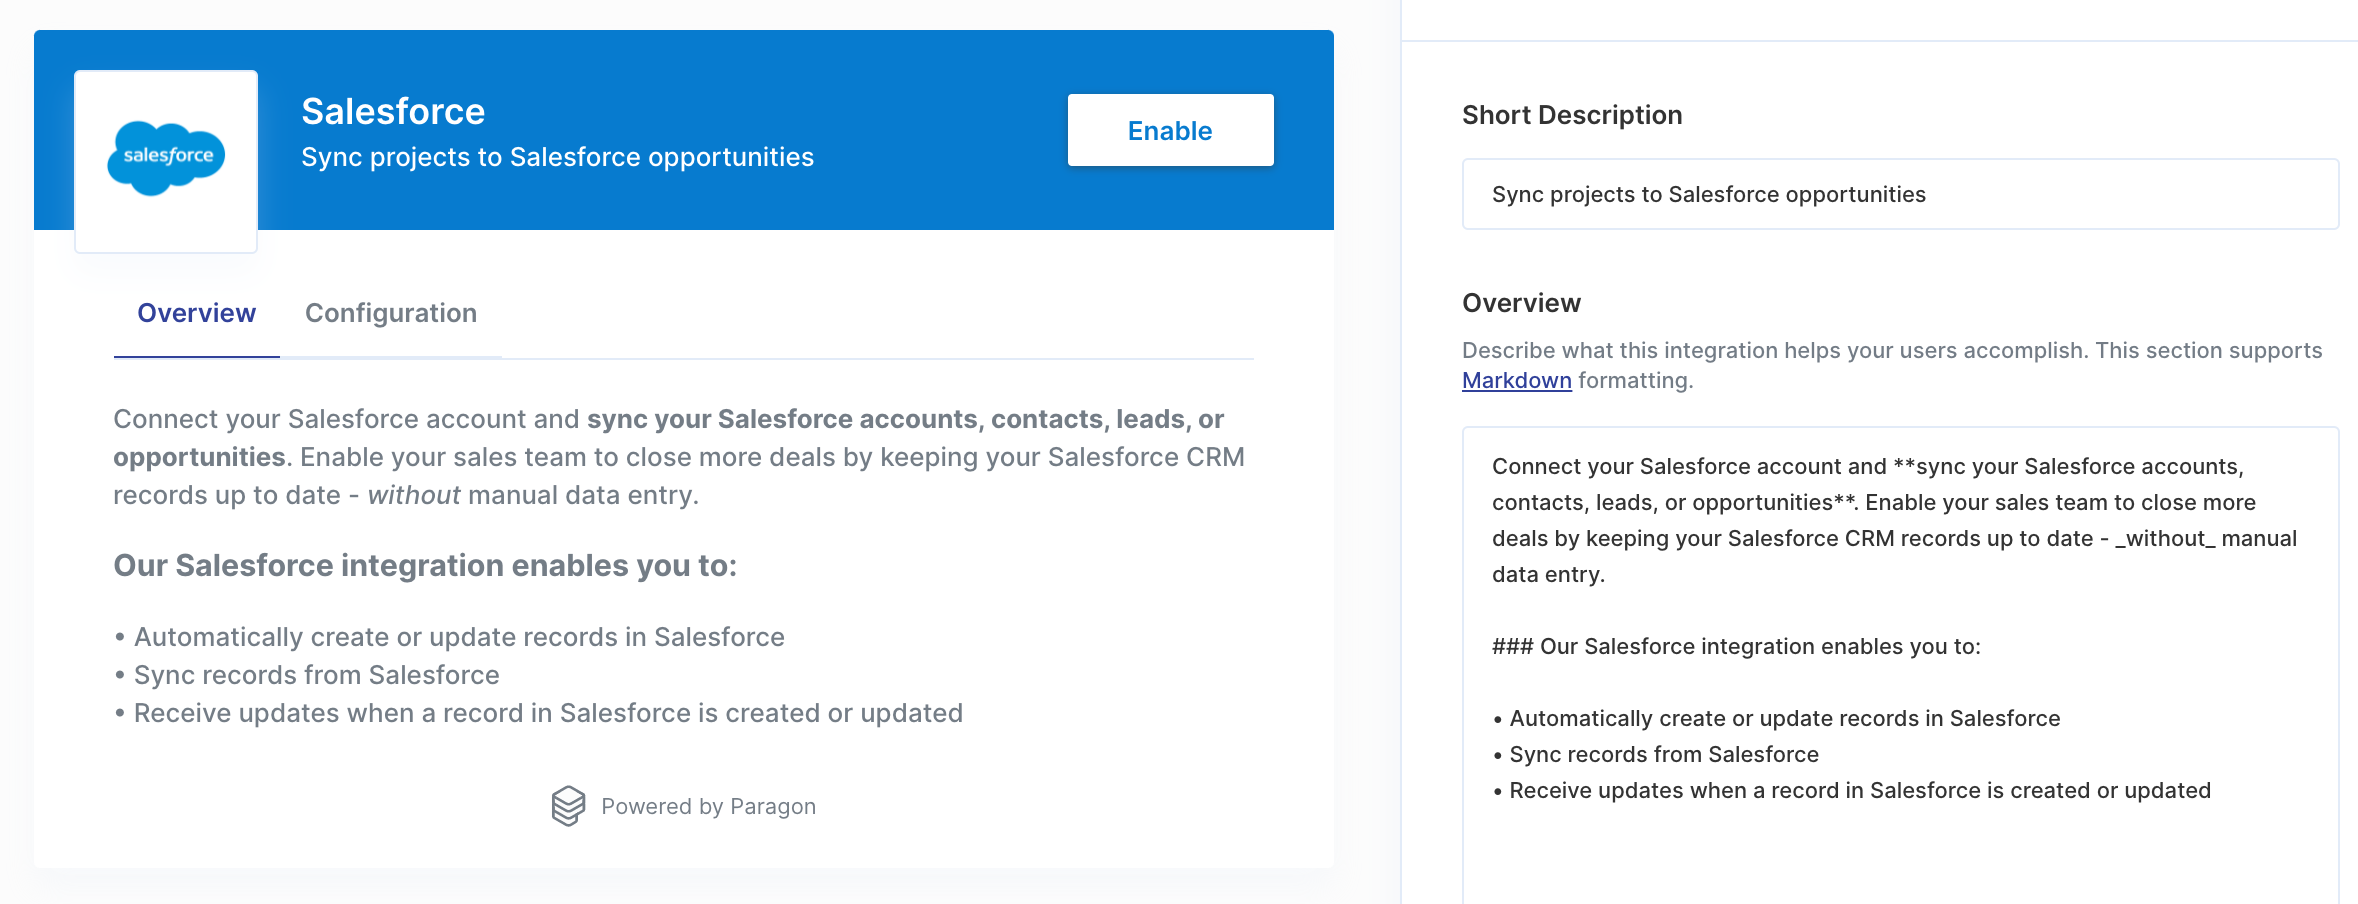 salesforce
Salesforce
Sync projects to Salesforce opportunities
Enable
Overview
Configuration
Connect your Salesforce account and sync your Salesforce accounts, contacts, leads, or
opportunities. Enable your sales team to close more deals by keeping your Salesforce CRM
records up to date - without manual data entry.
Our Salesforce integration enables you to:
• Automatically create or update records in Salesforce
• Sync records from Salesforce
• Receive updates when a record in Salesforce is created or updated
Powered by Paragon
Short Description
Sync projects to Salesforce opportunities
Overview
Describe what this integration helps your users accomplish. This section supports
Markdown formatting.
Connect your Salesforce account and **sync your Salesforce accounts,
contacts, leads, or opportunities**. Enable your sales team to close more
deals by keeping your Salesforce CRM records up to date - _without_ manual
data entry.
### Our Salesforce integration enables you to:
• Automatically create or update records in Salesforce
• Sync records from Salesforce
• Receive updates when a record in Salesforce is created or updated